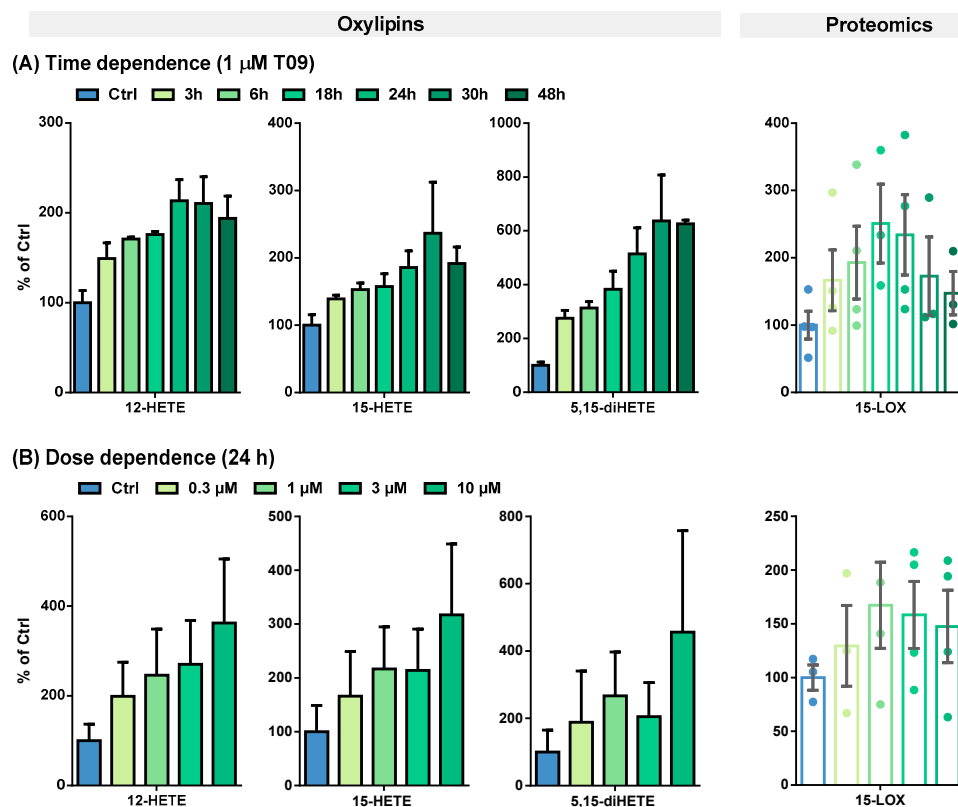 Oxylipins
Proteomics
(A) Time dependence (1 μM T09)
Ctrl 3h 6h 18h 24h 30h 48h
300
200
100
0
% of Ctrl
12-HETE
400
300
200
100
0
15-HETE
1000
800
600
400
200
0
5,15-diHETE
400
300
200
100
0
15-LOX
(B) Dose dependence (24 h)
Ctrl 0.3 μM 1 μM 3 μM 10 μM
600
400
200
0
% of Ctrl
12-HETE
500
400
300
200
100
0
15-HETE
800
600
400
200
0
5,15-diHETE
250
200
150
100
50
0
15-LOX